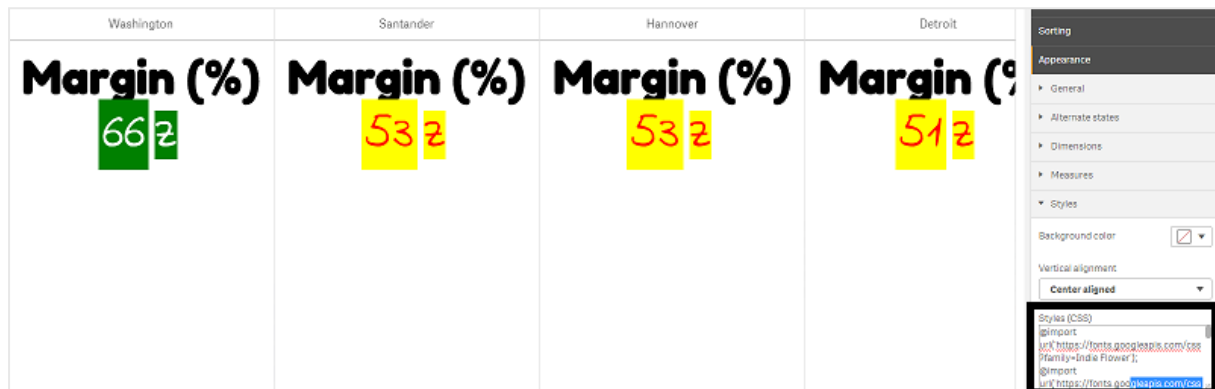 Washington Santander Hannover Detroit
Margin (%) Margin (%) Margin (%) Margin (%
66 z 53 z 53 z 51 z
Sorting
Appearance
General
Alternate states
Dimensions
Measures
Styles
Background color
Vertical alignment
Center aligned
Styles (CSS)
@import
url('https://fonts.googleapis.com/css
?family=Indie Flower');
@import
url('https://fonts.googleapis.com/css